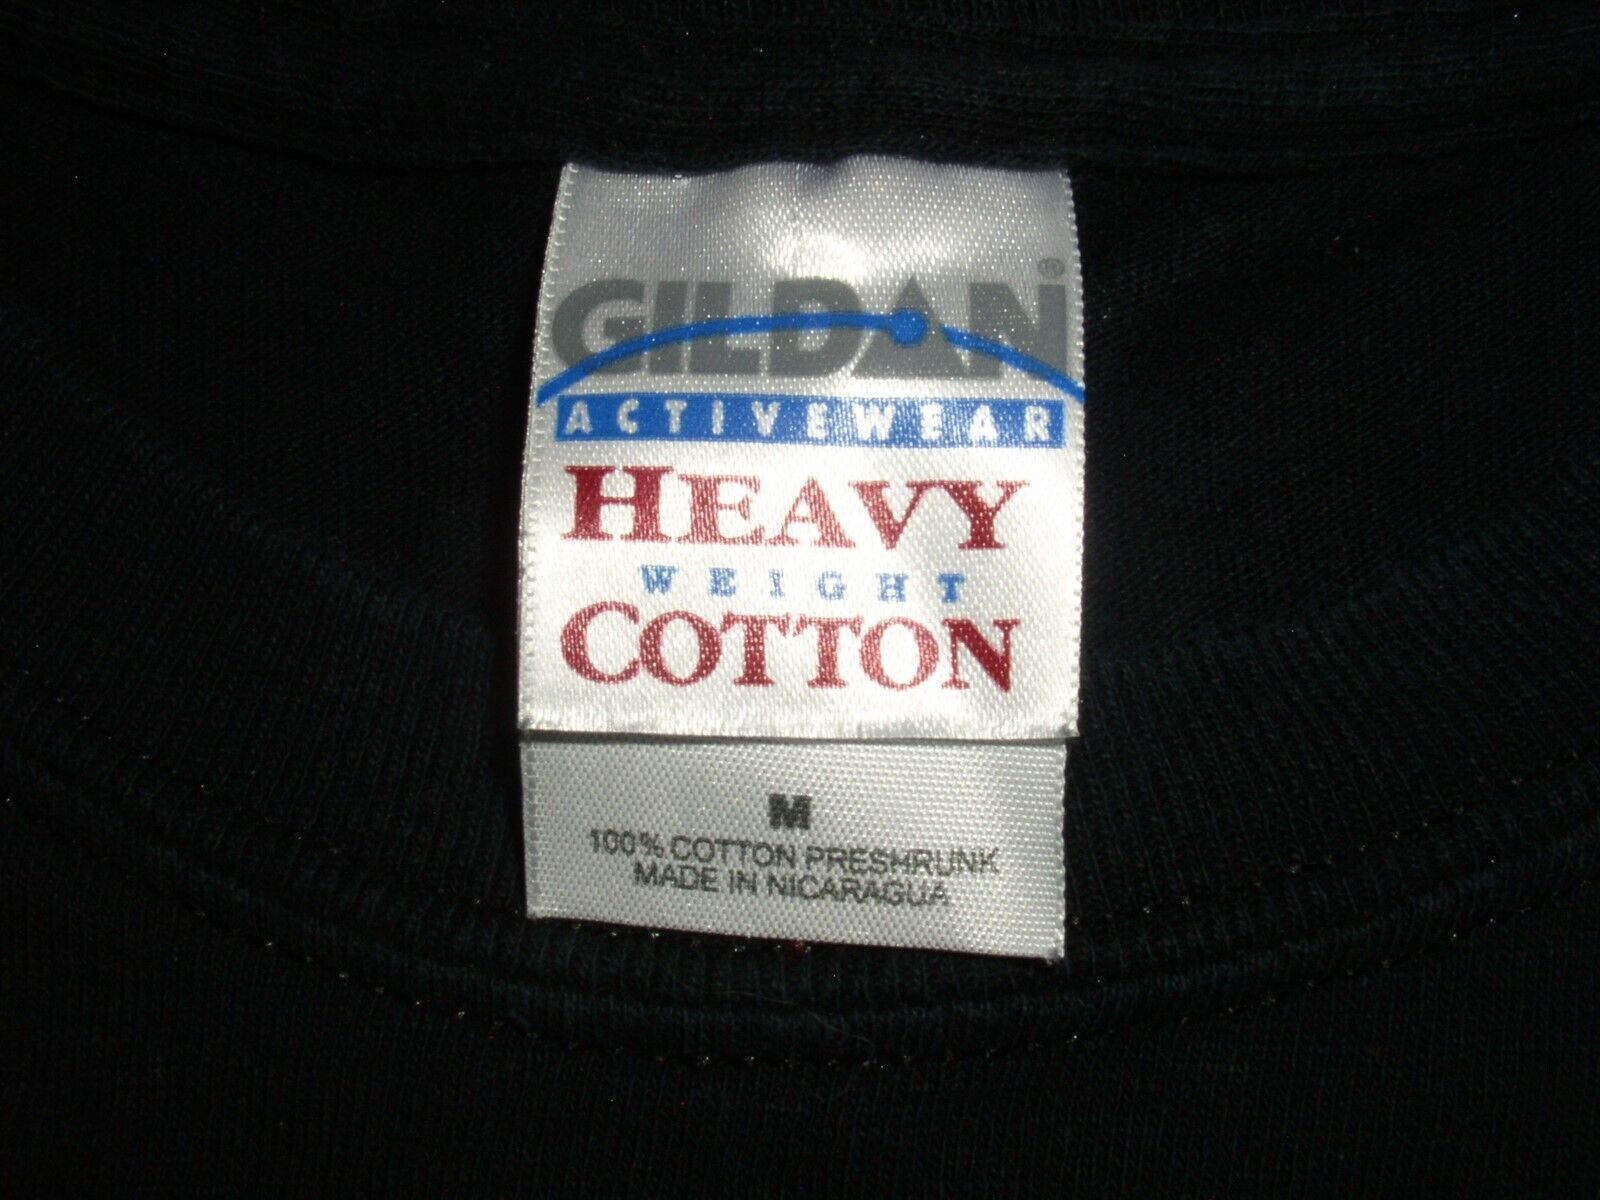 GILDAN®
ACTIVEWEAR
HEAVY
WEIGHT
COTTON
M
100% COTTON PRESHRUNK
MADE IN NICARAGUA